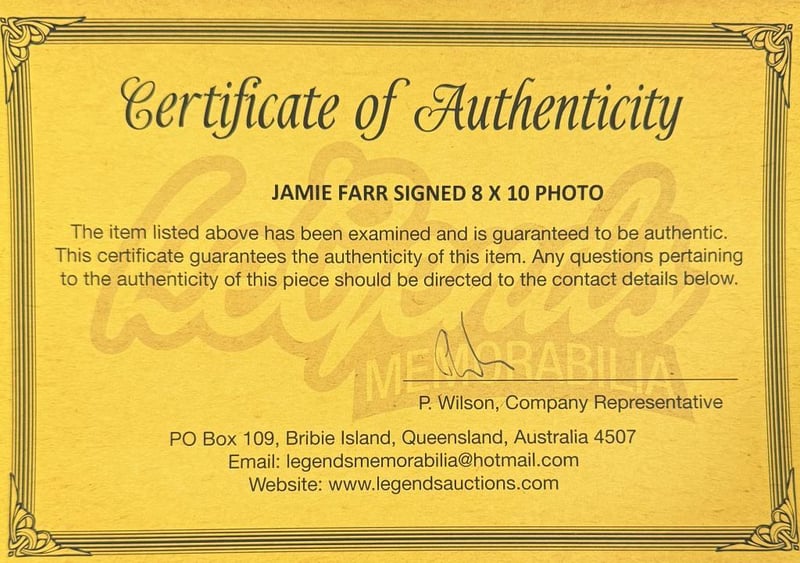 Certificate of Authenticity
JAMIE FARR SIGNED 8 X 10 PHOTO
The item listed above has been examined and is guaranteed to be authentic.
This certificate guarantees the authenticity of this item. Any questions pertaining
to the authenticity of this piece should be directed to the contact details below.
Legends
MEMORABILIA
P. Wilson, Company Representative
PO Box 109, Bribie Island, Queensland, Australia 4507
Email: legendsmemorabilia@hotmail.com
Website: www.legendsauctions.com